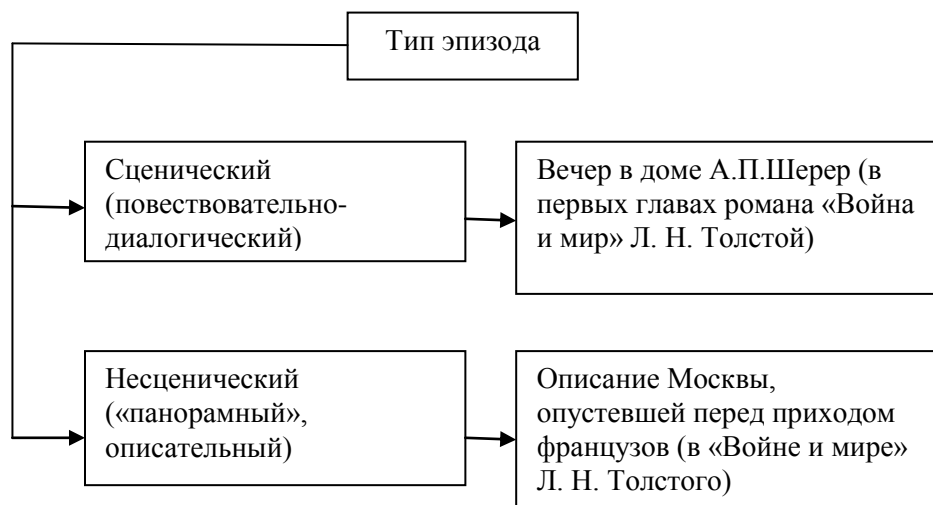 Тип эпизода
Сценический
(повествовательно-
диалогический)
Вечер в доме А.П.Шерер (в
первых главах романа «Война
и мир» Л. Н. Толстой)
Несценический
(«панорамный»,
описательный)
Описание Москвы,
опустевшей перед приходом
французов (в «Войне и мире»
Л. Н. Толстого)